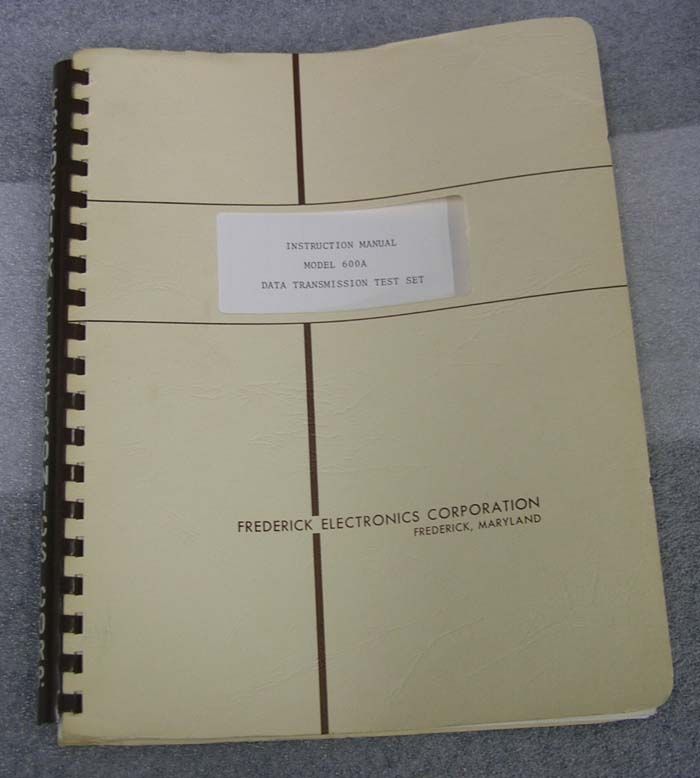 INSTRUCTION MANUAL
MODEL 600A
DATA TRANSMISSION TEST SET
FREDERICK ELECTRONICS CORPORATION
FREDERICK, MARYLAND